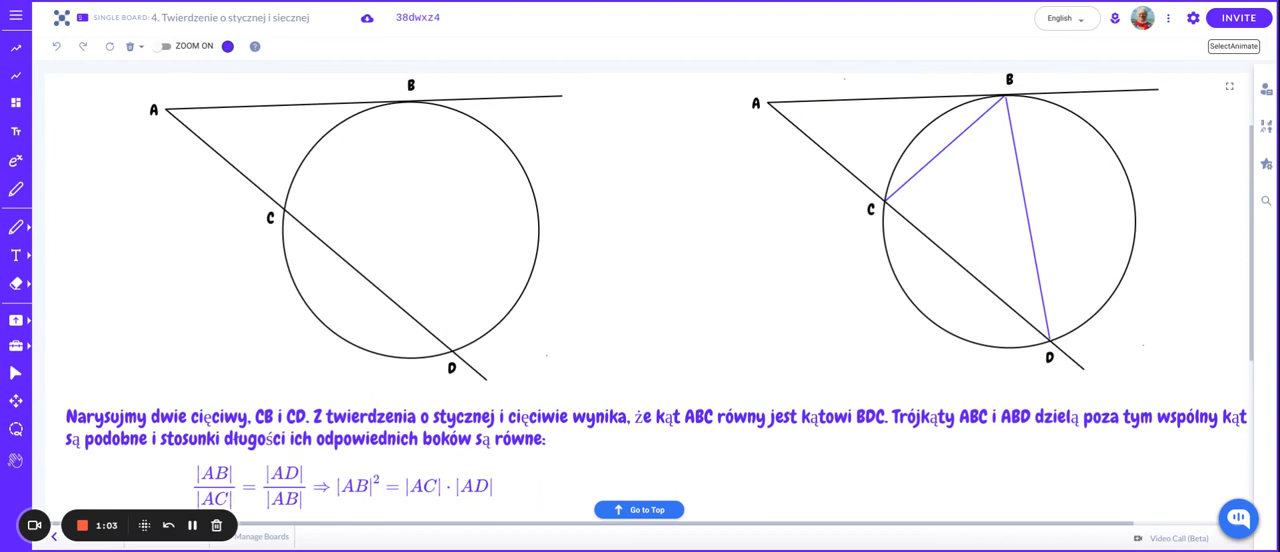 SINGLE BOARD: 4. Twierdzenie o stycznej i siecznej
38dwxz4
English
INVITE
ZOOM ON
SelectAnimate
A
B
C
D
A
B
C
D
Narysujmy dwie cięciwy, CB i CD. Z twierdzenia o stycznej i cięciwie wynika, że kąt ABC równy jest kątowi BDC. Trójkąty ABC i ABD dzielą poza tym wspólny kąt
są podobne i stosunki długości ich odpowiednich boków są równe:
|AB|/|AC| = |AD|/|AB| ⇒ |AB|² = |AC| · |AD|
Go to Top
1:03
Manage Boards
Video Call (Beta)